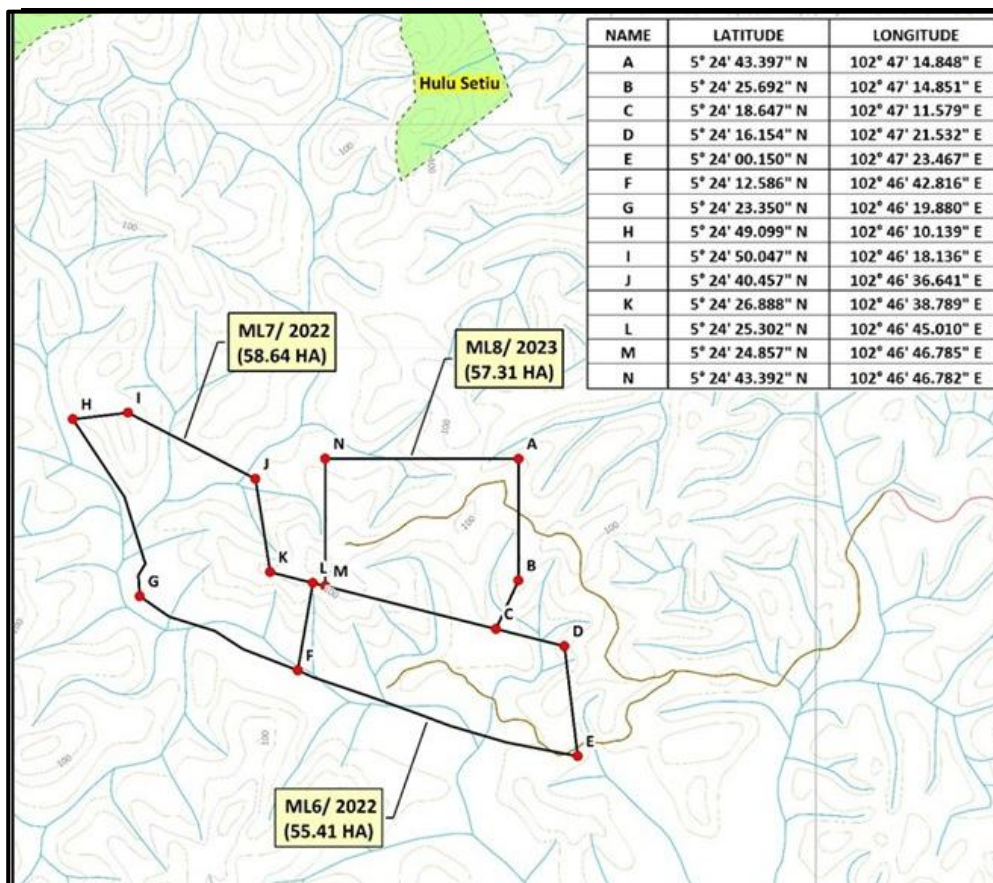 NAME LATITUDE LONGITUDE
A 5° 24' 43.397" N 102° 47' 14.848" E
B 5° 24' 25.692" N 102° 47' 14.851" E
C 5° 24' 18.647" N 102° 47' 11.579" E
D 5° 24' 16.154" N 102° 47' 21.532" E
E 5° 24' 00.150" N 102° 47' 23.467" E
F 5° 24' 12.586" N 102° 46' 42.816" E
G 5° 24' 23.350" N 102° 46' 19.880" E
H 5° 24' 49.099" N 102° 46' 10.139" E
I 5° 24' 50.047" N 102° 46' 18.136" E
J 5° 24' 40.457" N 102° 46' 36.641" E
K 5° 24' 26.888" N 102° 46' 38.789" E
L 5° 24' 25.302" N 102° 46' 45.010" E
M 5° 24' 24.857" N 102° 46' 46.785" E
N 5° 24' 43.392" N 102° 46' 46.782" E
Hulu Setiu
100
100
ML7/ 2022
(58.64 HA)
ML8/ 2023
(57.31 HA)
H
I
100
N
A
J
100
100
K
L
M
B
G
C
100
D
F
100
E
100
ML6/ 2022
(55.41 HA)